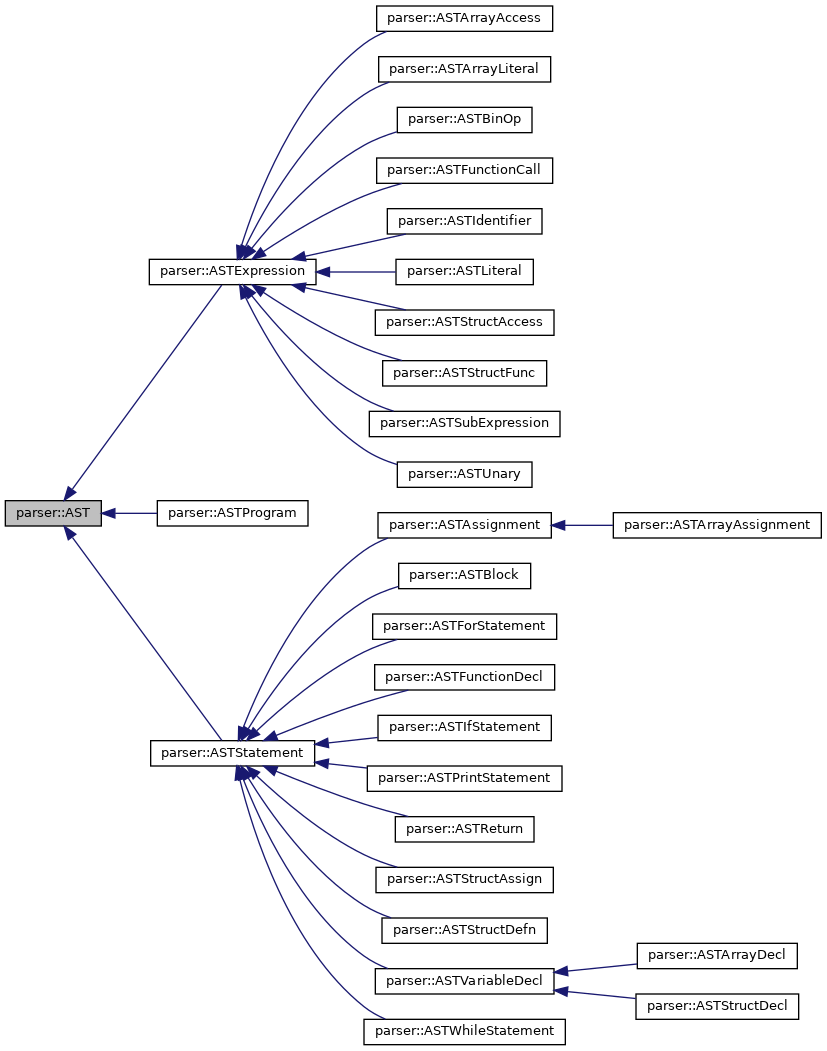 parser::ASTArrayAccess
parser::ASTArrayLiteral
parser::ASTBinOp
parser::ASTFunctionCall
parser::ASTIdentifier
parser::ASTExpression
parser::ASTLiteral
parser::ASTStructAccess
parser::ASTStructFunc
parser::ASTSubExpression
parser::ASTUnary
parser::AST
parser::ASTProgram
parser::ASTAssignment
parser::ASTArrayAssignment
parser::ASTBlock
parser::ASTForStatement
parser::ASTFunctionDecl
parser::ASTIfStatement
parser::ASTStatement
parser::ASTPrintStatement
parser::ASTReturn
parser::ASTStructAssign
parser::ASTStructDefn
parser::ASTArrayDecl
parser::ASTVariableDecl
parser::ASTStructDecl
parser::ASTWhileStatement